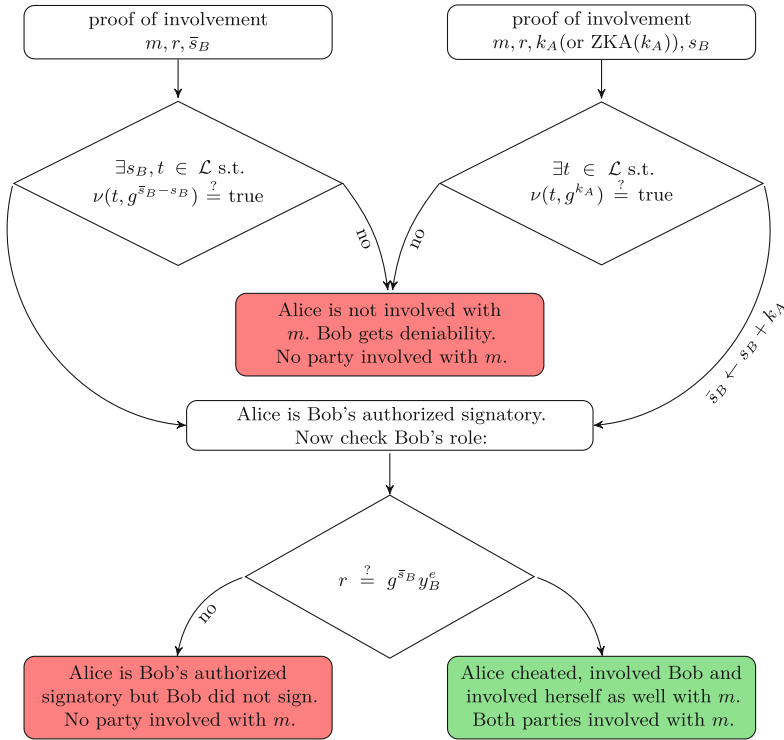 proof of involvement
m, r, s̅_B
proof of involvement
m, r, k_A(or ZKA(k_A)), s_B
∃s_B, t ∈ ℒ s.t.
ν(t, g^{s̅_B−s_B}) ≟ true
∃t ∈ ℒ s.t.
ν(t, g^{k_A}) ≟ true
no
no
Alice is not involved with
m. Bob gets deniability.
No party involved with m.
s̅_B ← s_B + k_A
Alice is Bob's authorized signatory.
Now check Bob's role:
r ≟ g^{s̅_B} y_B^e
no
Alice is Bob's authorized
signatory but Bob did not sign.
No party involved with m.
Alice cheated, involved Bob and
involved herself as well with m.
Both parties involved with m.